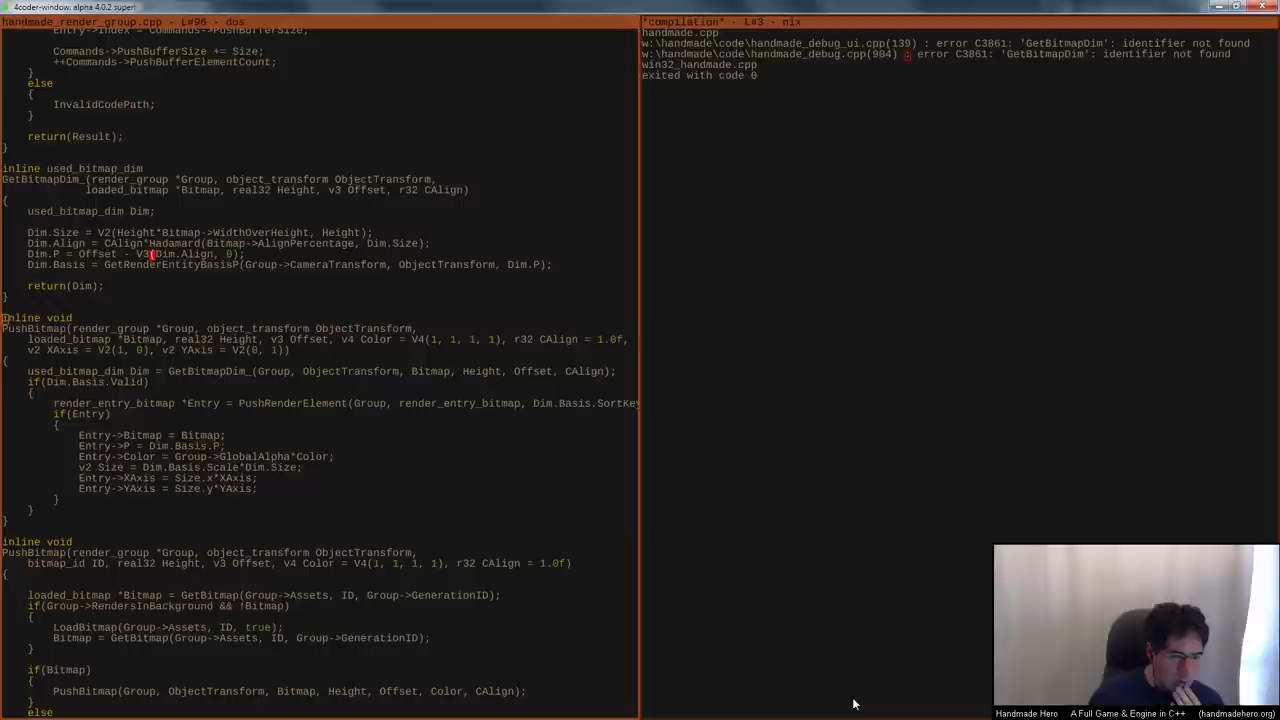 4coder-window: alpha 4.0.2 super!
handmade_render_group.cpp - L#96 - dos
Entry->Index = Commands->PushBufferSize;
Commands->PushBufferSize += Size;
++Commands->PushBufferElementCount;
}
else
{
InvalidCodePath;
}
return(Result);
}
inline used_bitmap_dim
GetBitmapDim_(render_group *Group, object_transform ObjectTransform,
loaded_bitmap *Bitmap, real32 Height, v3 Offset, r32 CAlign)
{
used_bitmap_dim Dim;
Dim.Size = V2(Height*Bitmap->WidthOverHeight, Height);
Dim.Align = CAlign*Hadamard(Bitmap->AlignPercentage, Dim.Size);
Dim.P = Offset - V3(Dim.Align, 0);
Dim.Basis = GetRenderEntityBasisP(Group->CameraTransform, ObjectTransform, Dim.P);
return(Dim);
}
inline void
PushBitmap(render_group *Group, object_transform ObjectTransform,
loaded_bitmap *Bitmap, real32 Height, v3 Offset, v4 Color = V4(1, 1, 1, 1), r32 CAlign = 1.0f,
v2 XAxis = V2(1, 0), v2 YAxis = V2(0, 1))
{
used_bitmap_dim Dim = GetBitmapDim_(Group, ObjectTransform, Bitmap, Height, Offset, CAlign);
if(Dim.Basis.Valid)
{
render_entry_bitmap *Entry = PushRenderElement(Group, render_entry_bitmap, Dim.Basis.SortKey
if(Entry)
{
Entry->Bitmap = Bitmap;
Entry->P = Dim.Basis.P;
Entry->Color = Group->GlobalAlpha*Color;
v2 Size = Dim.Basis.Scale*Dim.Size;
Entry->XAxis = Size.x*XAxis;
Entry->YAxis = Size.y*YAxis;
}
}
}
inline void
PushBitmap(render_group *Group, object_transform ObjectTransform,
bitmap_id ID, real32 Height, v3 Offset, v4 Color = V4(1, 1, 1, 1), r32 CAlign = 1.0f)
{
loaded_bitmap *Bitmap = GetBitmap(Group->Assets, ID, Group->GenerationID);
if(Group->RendersInBackground && !Bitmap)
{
LoadBitmap(Group->Assets, ID, true);
Bitmap = GetBitmap(Group->Assets, ID, Group->GenerationID);
}
if(Bitmap)
{
PushBitmap(Group, ObjectTransform, Bitmap, Height, Offset, Color, CAlign);
}
else
*compilation* - L#3 - nix
handmade.cpp
w:\handmade\code\handmade_debug_ui.cpp(139) : error C3861: 'GetBitmapDim': identifier not found
w:\handmade\code\handmade_debug.cpp(904) : error C3861: 'GetBitmapDim': identifier not found
win32_handmade.cpp
exited with code 0
Handmade Hero A Full Game & Engine in C++ (handmadehero.org)